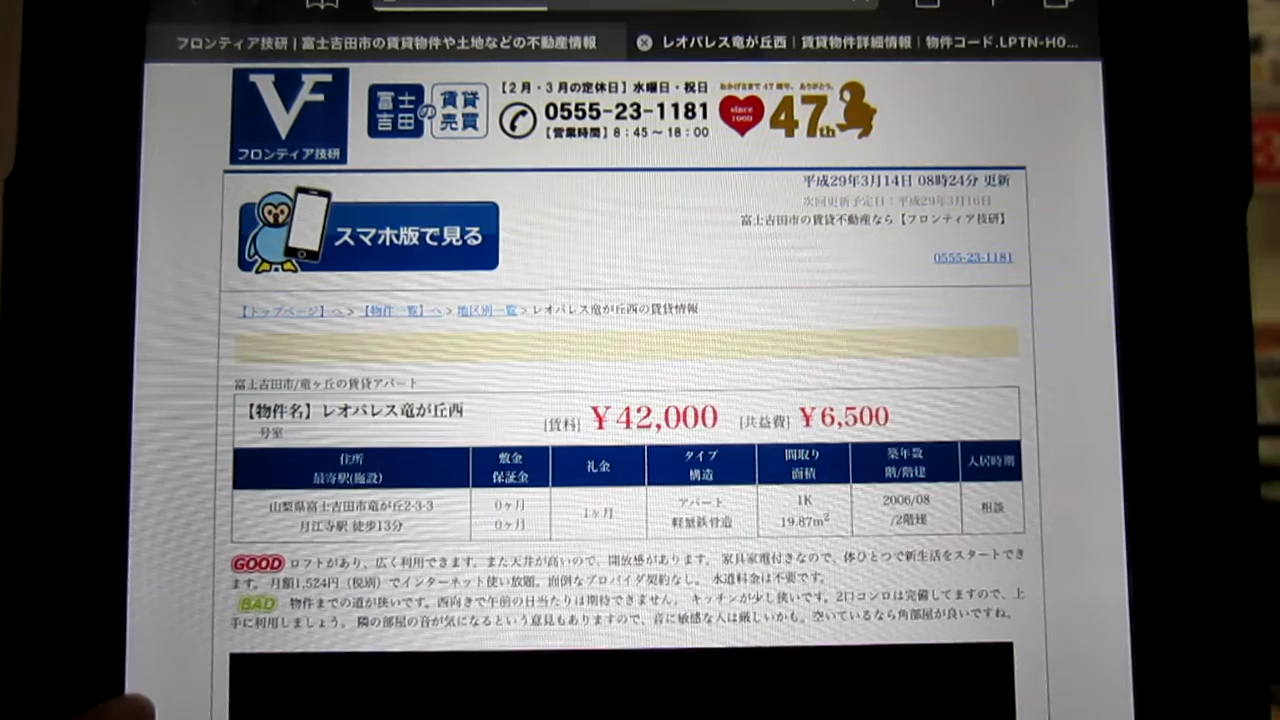 フロンティア技研 | 富士吉田市の賃貸物件や土地などの不動産情報
レオパレス竜が丘西 | 賃貸物件詳細情報 | 物件コード.LPTN-H0...
VF
フロンティア技研
富士吉田の賃貸売買
【2月・3月の定休日】水曜日・祝日
0555-23-1181
【営業時間】8:45～18:00
おかげさまで47周年、ありがとう。
since 1969
47th
スマホ版で見る
平成29年3月14日 08時24分 更新
次回更新予定日：平成29年3月16日
富士吉田市の賃貸不動産なら【フロンティア技研】
0555-23-1181
【トップページ】へ > 【物件一覧】へ > 地区別一覧 > レオパレス竜が丘西の賃貸情報
富士吉田市/竜ヶ丘の賃貸アパート
【物件名】レオパレス竜が丘西
号室
[賃料] ￥42,000 [共益費] ￥6,500
住所 敷金 礼金 タイプ 間取り 築年数 入居時期
最寄駅(施設) 保証金 構造 面積 階/階建
山梨県富士吉田市竜が丘2-3-3 0ヶ月 1ヶ月 アパート 1K 2006/08 相談
月江寺駅 徒歩13分 0ヶ月 軽量鉄骨造 19.87m² /2階建
GOOD ロフトがあり、広く利用できます。また天井が高いので、開放感があります。 家具家電付きなので、体ひとつで新生活をスタートでき
ます。 月額1,524円（税別）でインターネット使い放題。面倒なプロバイダ契約なし。 水道料金は不要です。
BAD 物件までの道が狭いです。西向きで午前の日当たりは期待できません。 キッチンが少し狭いです。2口コンロは完備してますので、上
手に利用しましょう。 隣の部屋の音が気になるという意見もありますので、音に敏感な人は厳しいかも。空いているなら角部屋が良いですね。